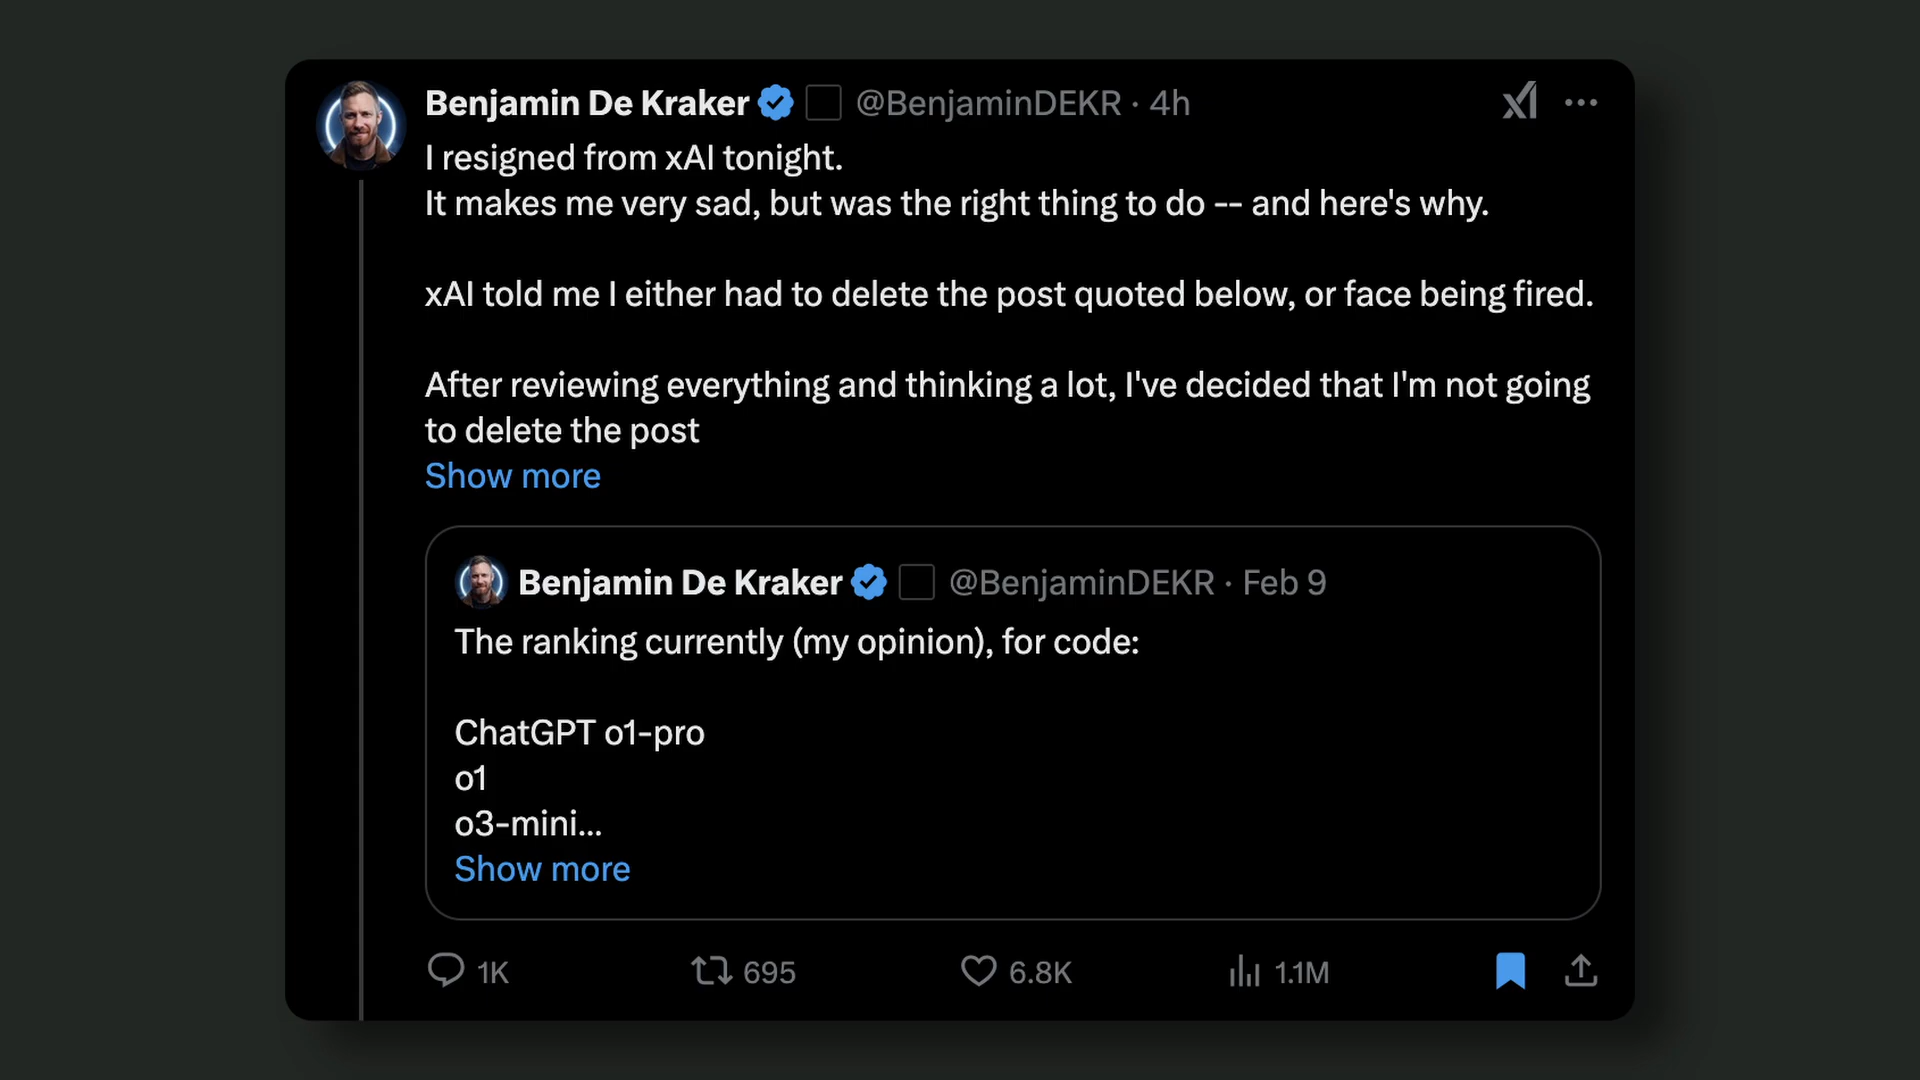 Benjamin De Kraker @BenjaminDEKR · 4h
I resigned from xAI tonight.
It makes me very sad, but was the right thing to do -- and here's why.
xAI told me I either had to delete the post quoted below, or face being fired.
After reviewing everything and thinking a lot, I've decided that I'm not going
to delete the post
Show more
Benjamin De Kraker @BenjaminDEKR · Feb 9
The ranking currently (my opinion), for code:
ChatGPT o1-pro
o1
o3-mini...
Show more
1K 695 6.8K 1.1M